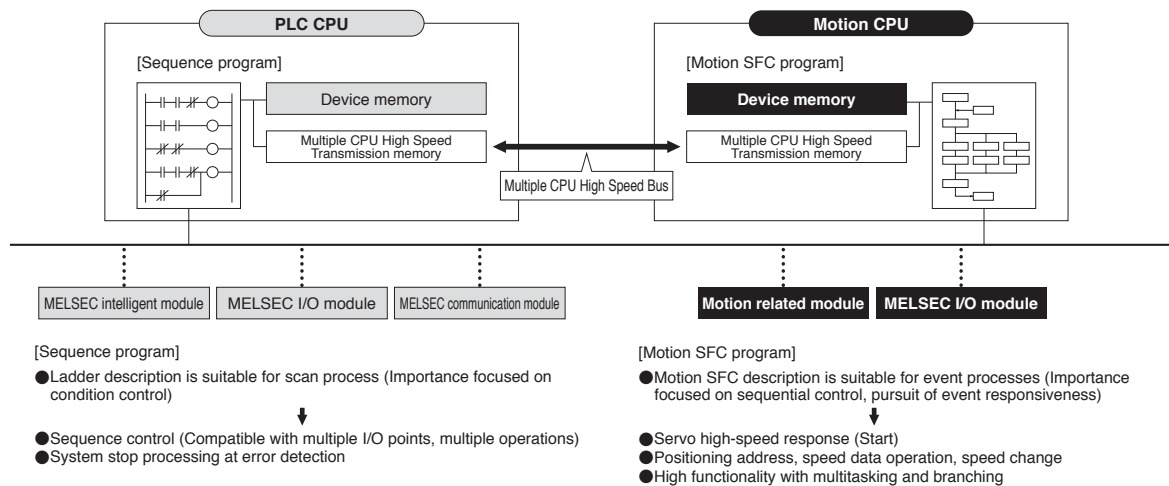 PLC CPU
Motion CPU
[Sequence program]
[Motion SFC program]
Device memory
Device memory
Multiple CPU High Speed
Transmission memory
Multiple CPU High Speed
Transmission memory
Multiple CPU High Speed Bus
MELSEC intelligent module
MELSEC I/O module
MELSEC communication module
Motion related module
MELSEC I/O module
[Sequence program]
●Ladder description is suitable for scan process (Importance focused on
condition control)
●Sequence control (Compatible with multiple I/O points, multiple operations)
●System stop processing at error detection
[Motion SFC program]
●Motion SFC description is suitable for event processes (Importance
focused on sequential control, pursuit of event responsiveness)
●Servo high-speed response (Start)
●Positioning address, speed data operation, speed change
●High functionality with multitasking and branching